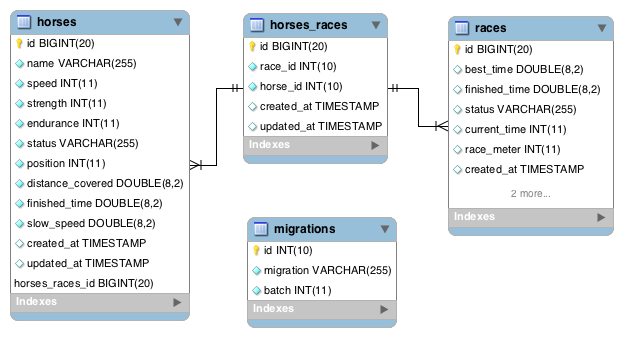 horses
id BIGINT(20)
name VARCHAR(255)
speed INT(11)
strength INT(11)
endurance INT(11)
status VARCHAR(255)
position INT(11)
distance_covered DOUBLE(8,2)
finished_time DOUBLE(8,2)
slow_speed DOUBLE(8,2)
created_at TIMESTAMP
updated_at TIMESTAMP
horses_races_id BIGINT(20)
Indexes
horses_races
id BIGINT(20)
race_id INT(10)
horse_id INT(10)
created_at TIMESTAMP
updated_at TIMESTAMP
Indexes
races
id BIGINT(20)
best_time DOUBLE(8,2)
finished_time DOUBLE(8,2)
status VARCHAR(255)
current_time INT(11)
race_meter INT(11)
created_at TIMESTAMP
2 more...
Indexes
migrations
id INT(10)
migration VARCHAR(255)
batch INT(11)
Indexes